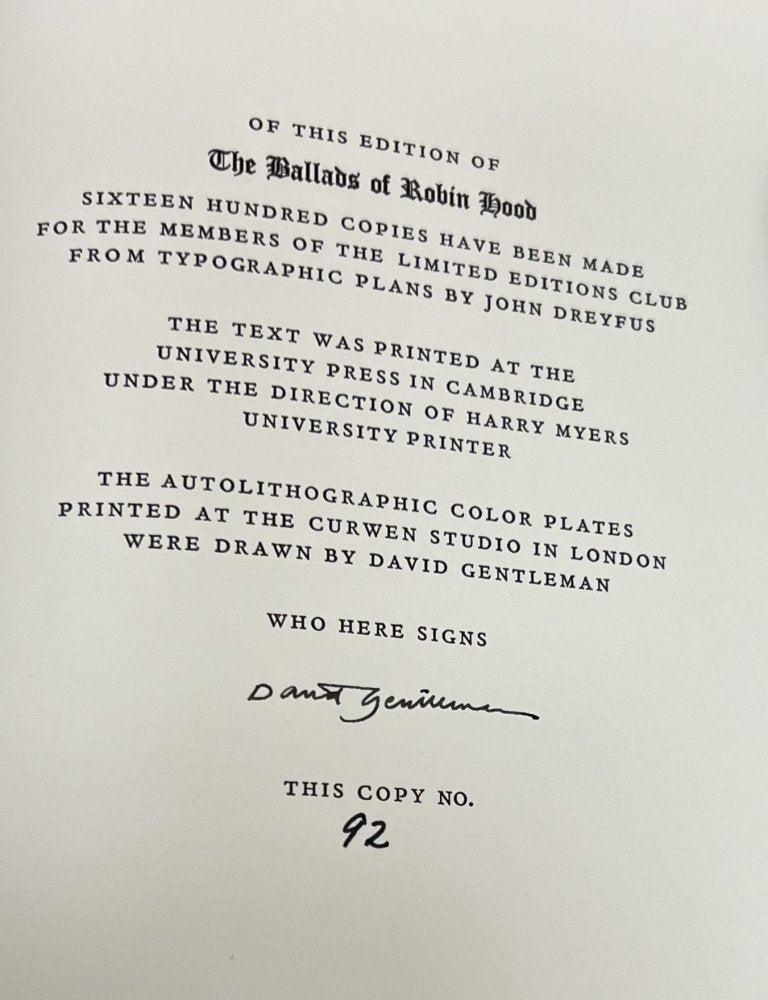 OF THIS EDITION OF
The Ballads of Robin Hood
SIXTEEN HUNDRED COPIES HAVE BEEN MADE
FOR THE MEMBERS OF THE LIMITED EDITIONS CLUB
FROM TYPOGRAPHIC PLANS BY JOHN DREYFUS
THE TEXT WAS PRINTED AT THE
UNIVERSITY PRESS IN CAMBRIDGE
UNDER THE DIRECTION OF HARRY MYERS
UNIVERSITY PRINTER
THE AUTOLITHOGRAPHIC COLOR PLATES
PRINTED AT THE CURWEN STUDIO IN LONDON
WERE DRAWN BY DAVID GENTLEMAN
WHO HERE SIGNS
David Gentleman
THIS COPY NO.
92